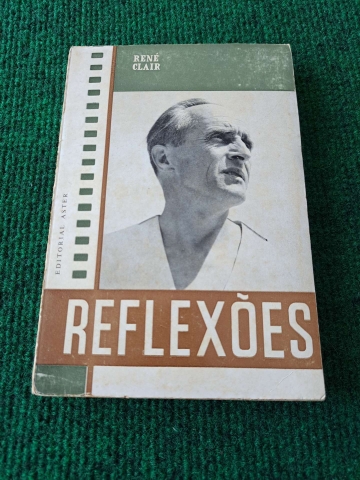 RENÉ
CLAIR
EDITORIAL ASTER
REFLEXÕES